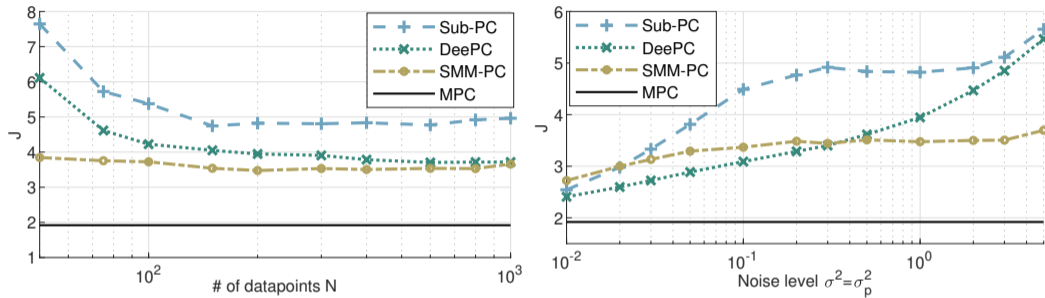 J
8
7
6
5
4
3
2
1
10^2
10^3
# of datapoints N
Sub-PC
DeePC
SMM-PC
MPC
J
6
5
4
3
2
10^-2
10^-1
10^0
Noise level σ^2=σ_p^2
Sub-PC
DeePC
SMM-PC
MPC